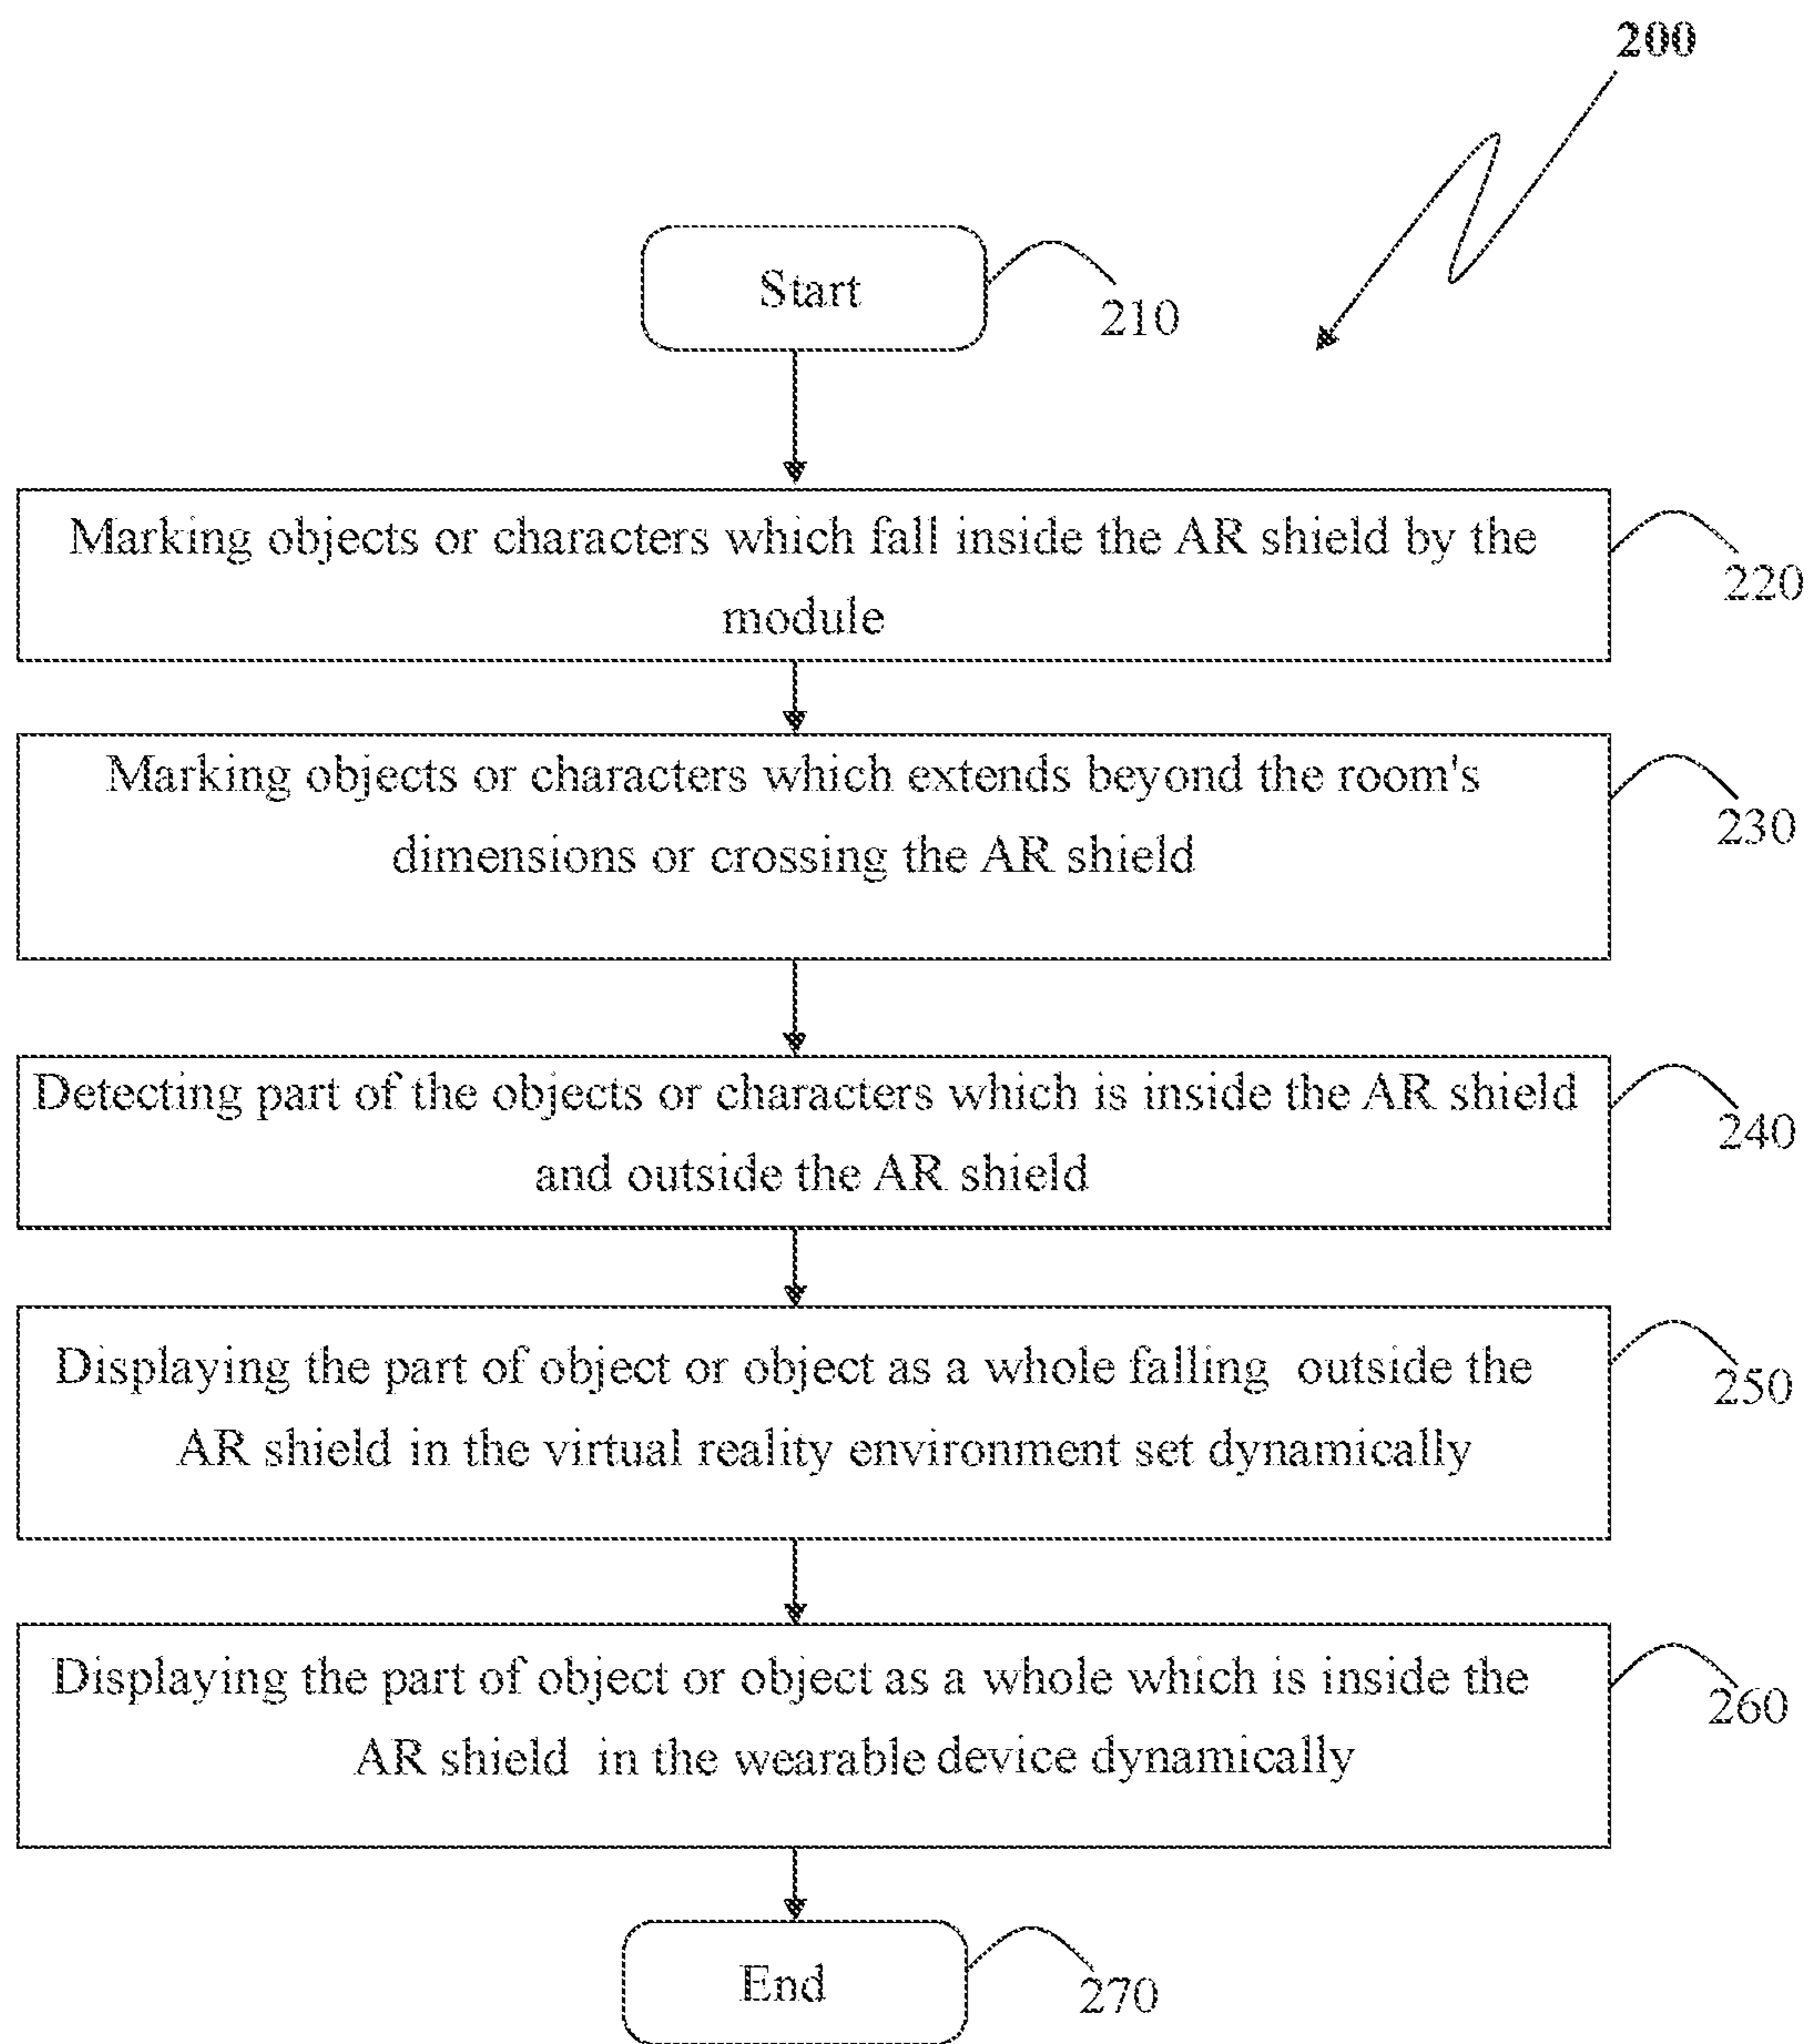 200
Start
210
Marking objects or characters which fall inside the AR shield by the
module
220
Marking objects or characters which extends beyond the room's
dimensions or crossing the AR shield
230
Detecting part of the objects or characters which is inside the AR shield
and outside the AR shield
240
Displaying the part of object or object as a whole falling outside the
AR shield in the virtual reality environment set dynamically
250
Displaying the part of object or object as a whole which is inside the
AR shield in the wearable device dynamically
260
End
270